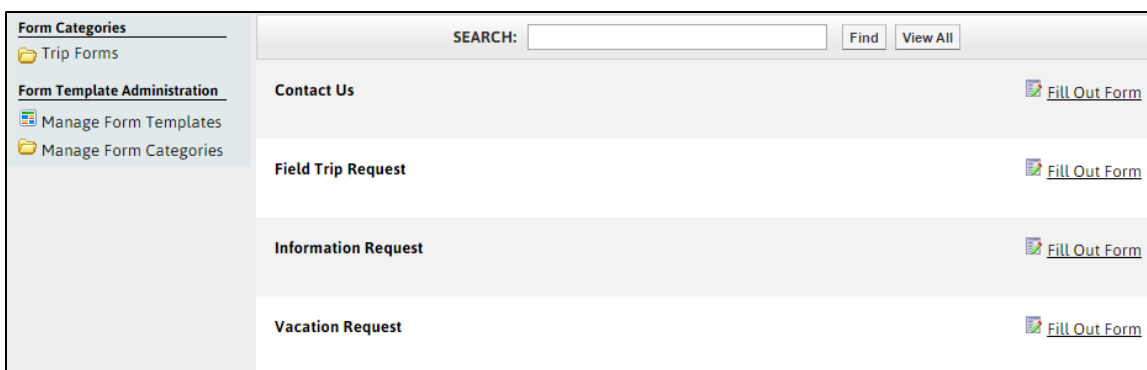 Form Categories
Trip Forms
Form Template Administration
Manage Form Templates
Manage Form Categories
SEARCH: Find View All
Contact Us Fill Out Form
Field Trip Request Fill Out Form
Information Request Fill Out Form
Vacation Request Fill Out Form